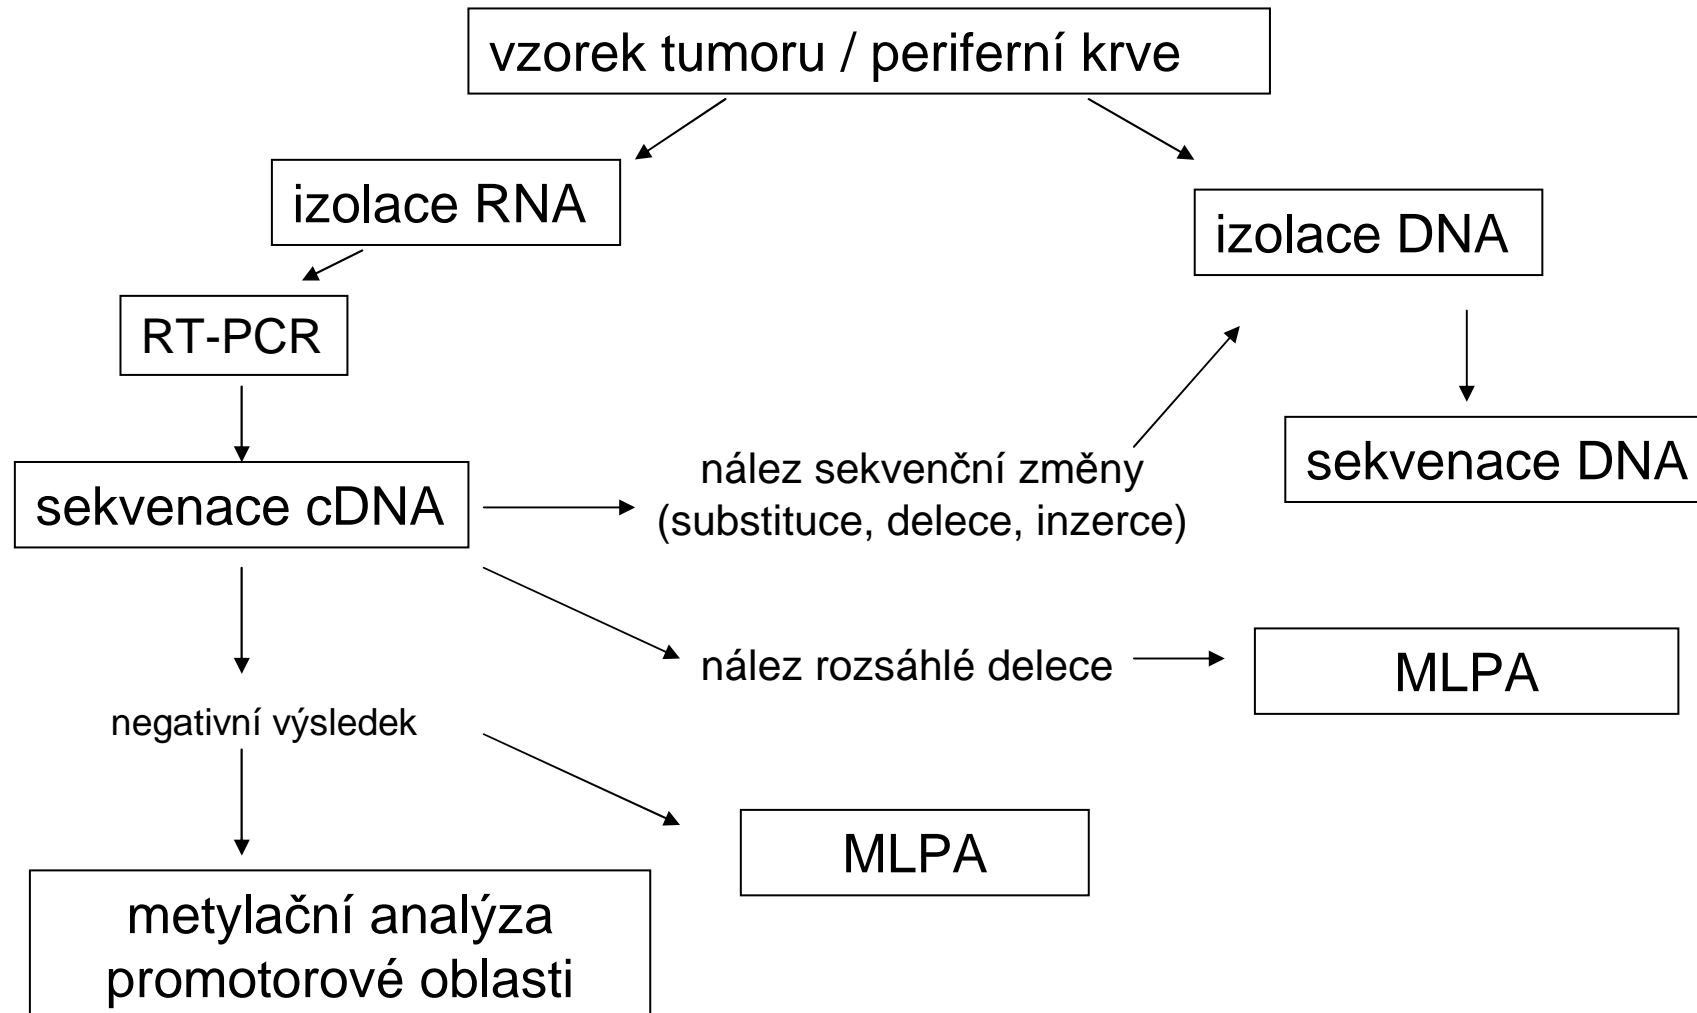 vzorek tumoru / periferní krve
izolace RNA
izolace DNA
RT-PCR
sekvenace cDNA
nález sekvenční změny
(substituce, delece, inzerce)
sekvenace DNA
nález rozsáhlé delece
MLPA
negativní výsledek
MLPA
metylační analýza
promotorové oblasti